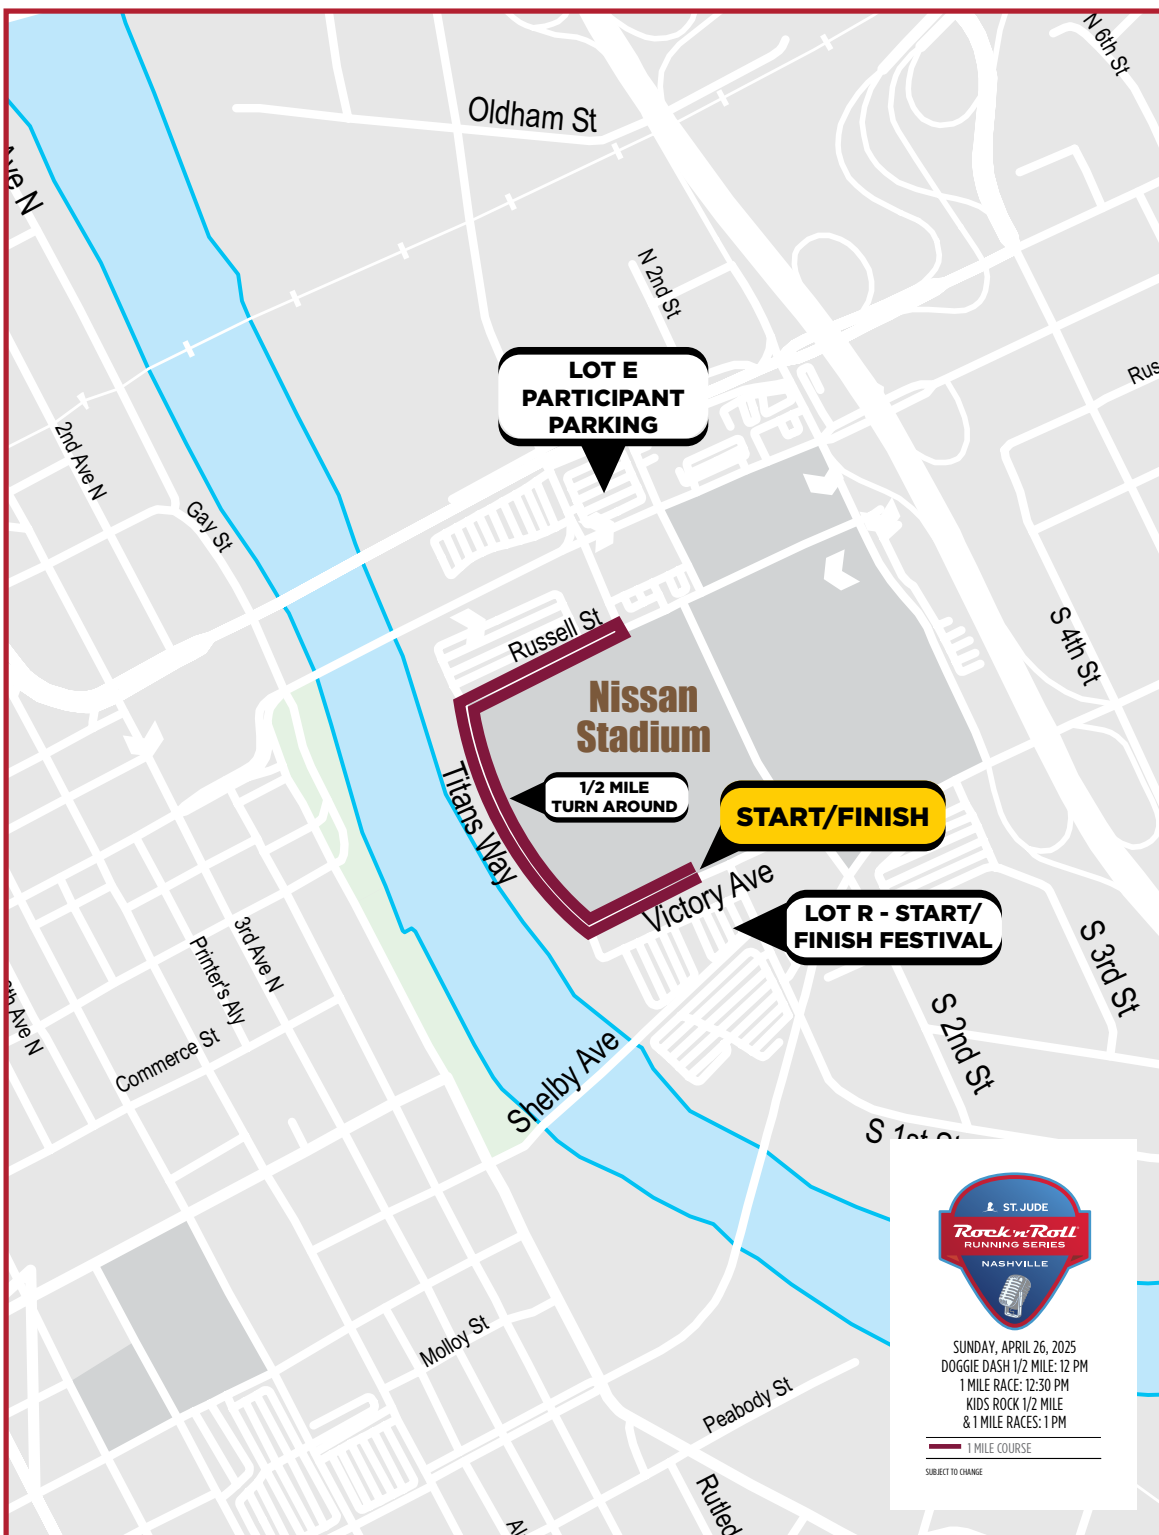 N 6th St
Oldham St
Ave N
N 2nd St
LOT E
PARTICIPANT
PARKING
2nd Ave N
Gay St
Russell St
S 4th St
Nissan
Stadium
1/2 MILE
TURN AROUND
Titans Way
START/FINISH
Victory Ave
LOT R - START/
FINISH FESTIVAL
3rd Ave N
Printer's Aly
S 3rd St
Ave N
Commerce St
Shelby Ave
S 2nd St
S 1st St
ST. JUDE
Rock'n'Roll
RUNNING SERIES
NASHVILLE
SUNDAY, APRIL 26, 2025
DOGGIE DASH 1/2 MILE: 12 PM
1 MILE RACE: 12:30 PM
KIDS ROCK 1/2 MILE
& 1 MILE RACES: 1 PM
1 MILE COURSE
SUBJECT TO CHANGE
Molloy St
Peabody St